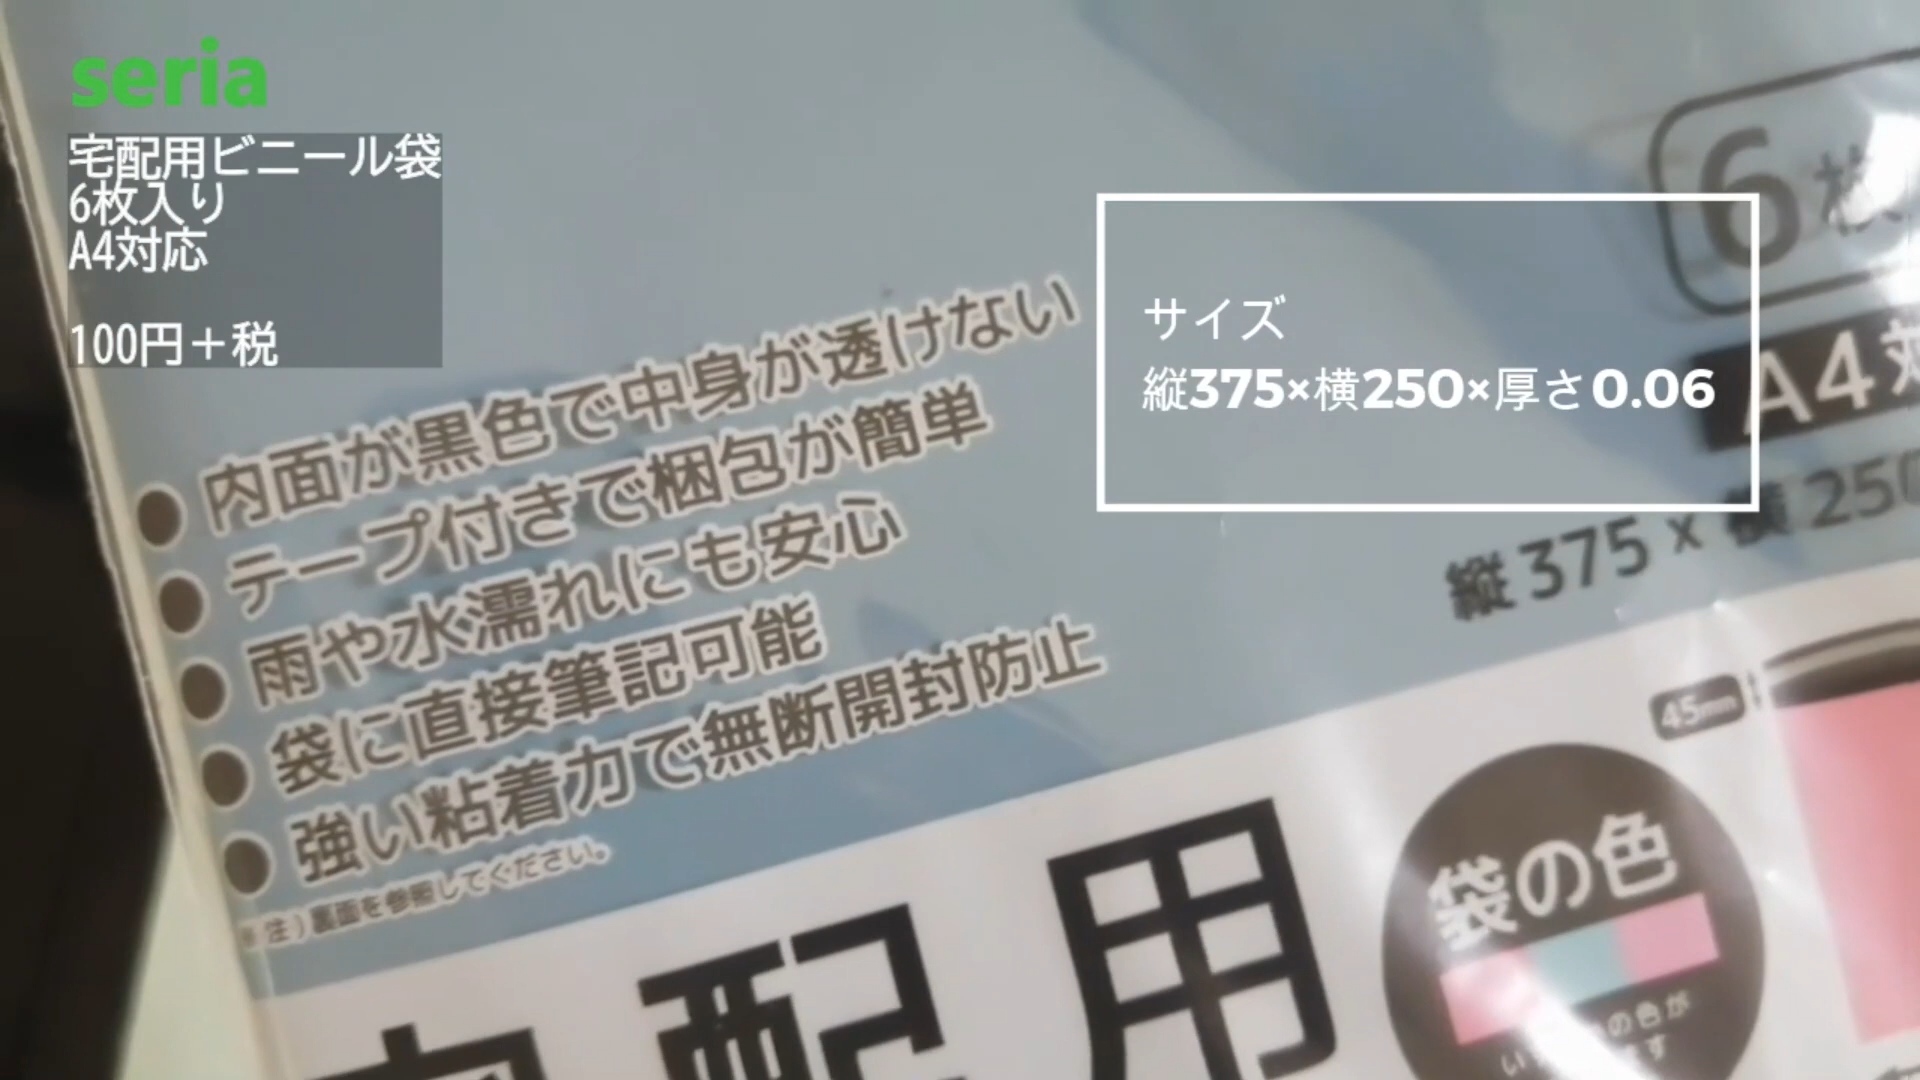 seria
宅配用ビニール袋
6枚入り
A4対応
100円＋税
サイズ
縦375×横250×厚さ0.06
6枚
A4対
縦375×横250
内面が黒色で中身が透けない
テープ付きで梱包が簡単
雨や水濡れにも安心
袋に直接筆記可能
強い粘着力で無断開封防止
注）裏面を参照してください。
45mm
宅配用
袋の色
の色が